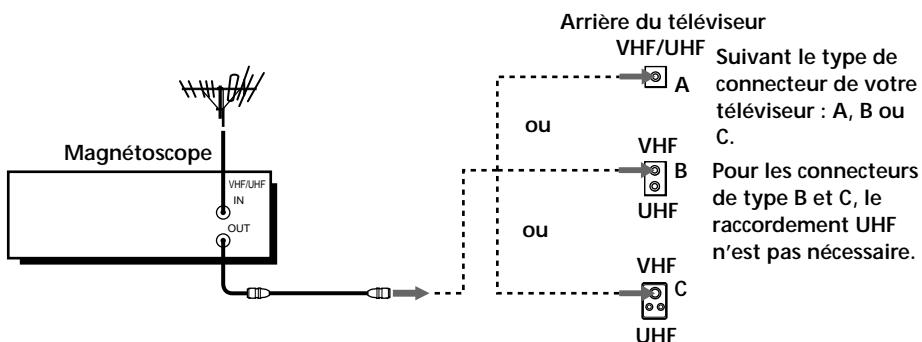 Arrière du téléviseur
VHF/UHF
A
Suivant le type de
connecteur de votre
téléviseur : A, B ou
C.
ou
Magnétoscope
VHF/UHF
IN
OUT
VHF
B
UHF
Pour les connecteurs
de type B et C, le
raccordement UHF
n'est pas nécessaire.
ou
VHF
C
UHF